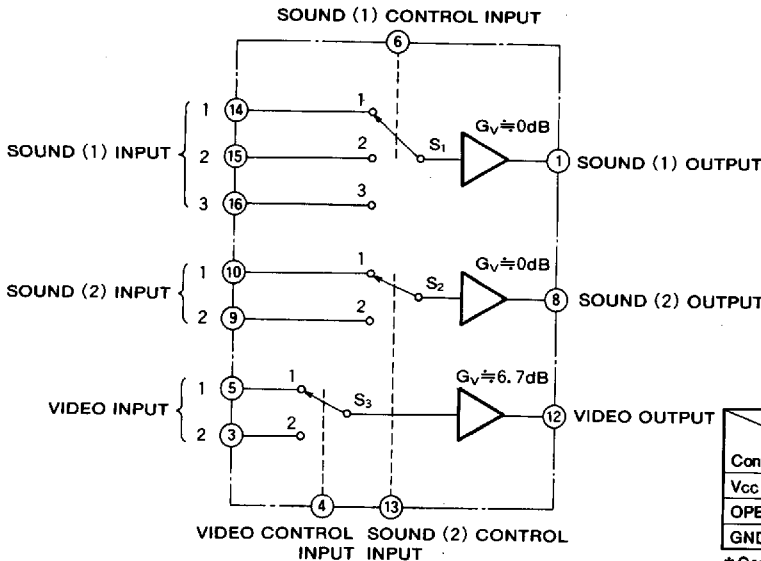 SOUND (1) CONTROL INPUT
6
1 14 1 Gv≒0dB
SOUND (1) INPUT 2 15 2 S1 1 SOUND (1) OUTPUT
3 16 3
1 10 1 Gv≒0dB
SOUND (2) INPUT S2 8 SOUND (2) OUTPUT
2 9 2
1 5 1 Gv≒6.7dB
VIDEO INPUT S3 12 VIDEO OUTPUT
2 3 2
4 13
VIDEO CONTROL INPUT
SOUND (2) CONTROL INPUT
Con
Vcc
OPE
GND